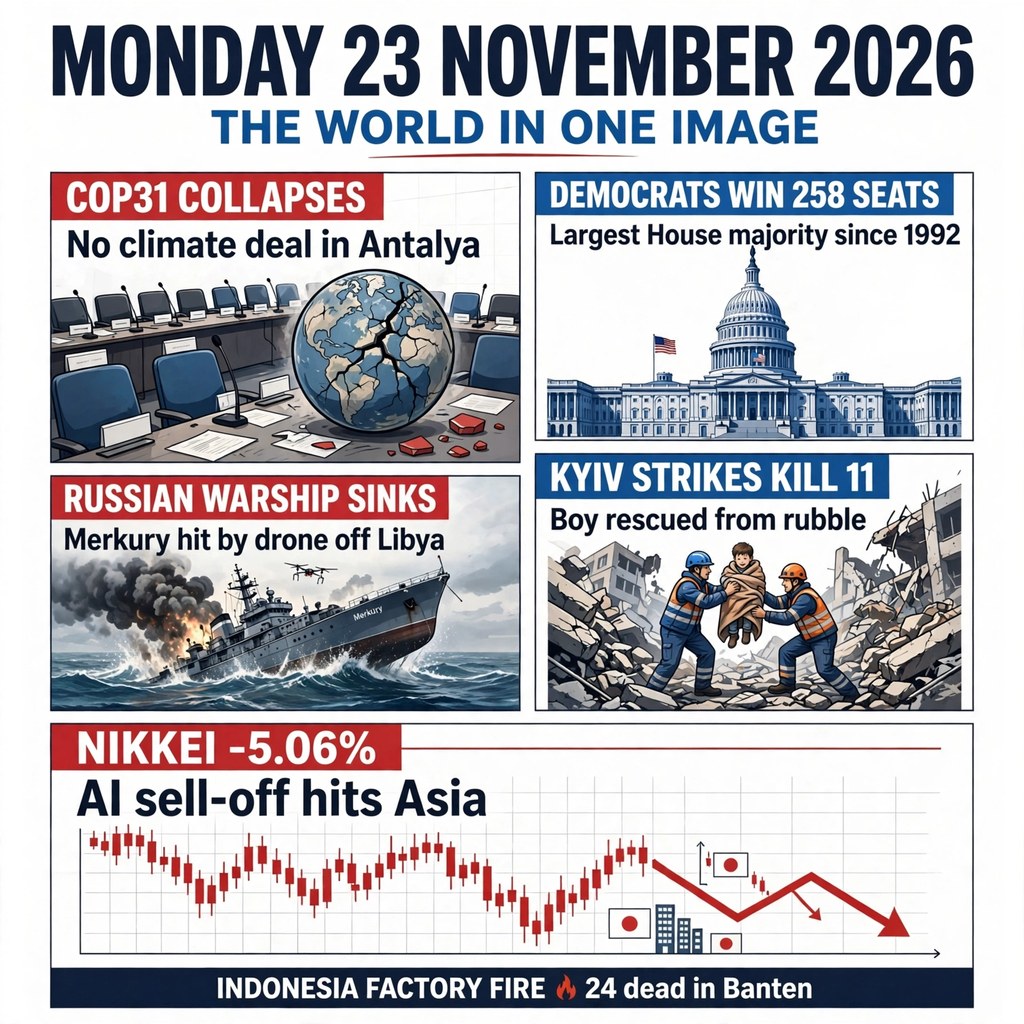 MONDAY 23 NOVEMBER 2026
THE WORLD IN ONE IMAGE
COP31 COLLAPSES
No climate deal in Antalya
DEMOCRATS WIN 258 SEATS
Largest House majority since 1992
RUSSIAN WARSHIP SINKS
Merkury hit by drone off Libya
Merkury
KYIV STRIKES KILL 11
Boy rescued from rubble
NIKKEI -5.06%
AI sell-off hits Asia
INDONESIA FACTORY FIRE 🔥 24 dead in Banten